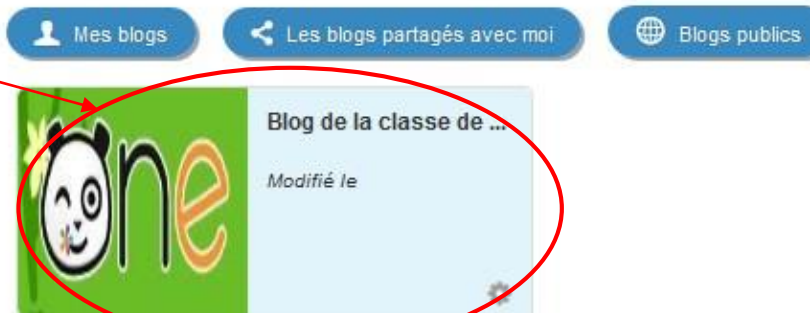 Mes blogs
Les blogs partagés avec moi
Blogs publics
One
Blog de la classe de ...
Modifié le